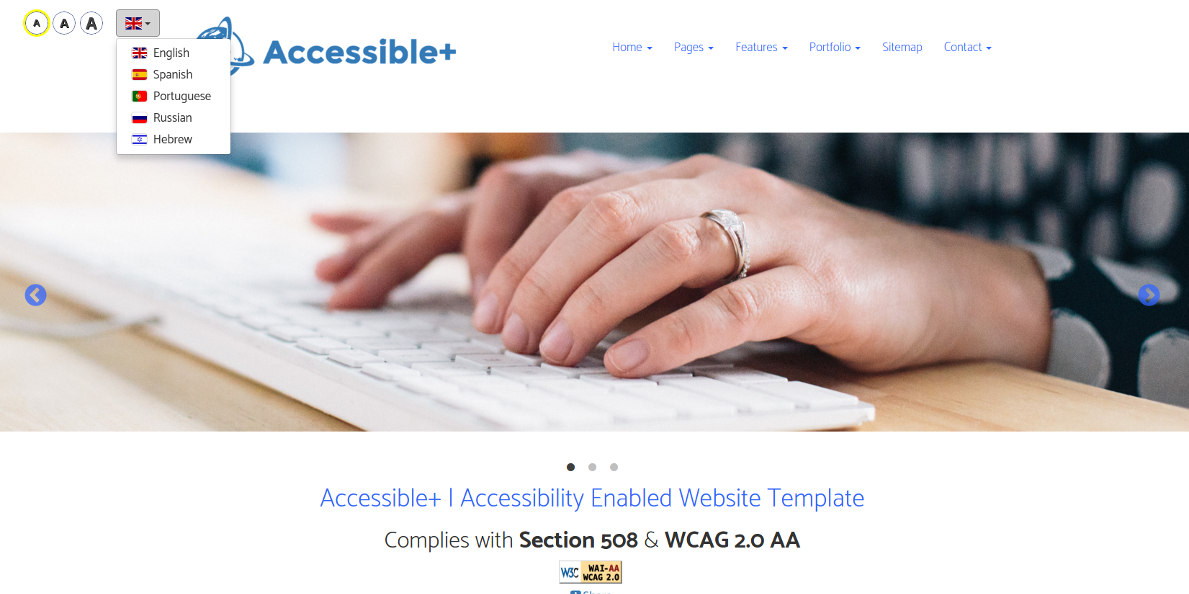 A A A
English
Spanish
Portuguese
Russian
Hebrew
Accessible+
Home Pages Features Portfolio Sitemap Contact
Accessible+ | Accessibility Enabled Website Template
Complies with Section 508 & WCAG 2.0 AA
W3C WAI-AA
WCAG 2.0
Share